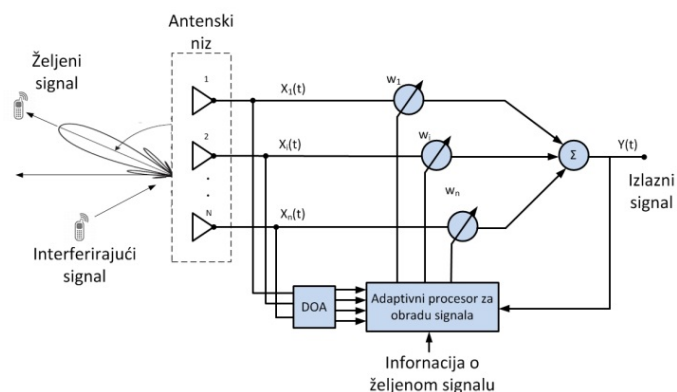 Antenski
niz
Željeni
signal
1
X₁(t)
w₁
2
Xᵢ(t)
wᵢ
Σ
Y(t)
Izlazni
signal
wₙ
N
Xₙ(t)
Interferirajući
signal
DOA
Adaptivni procesor za
obradu signala
Infornacija o
željenom signalu